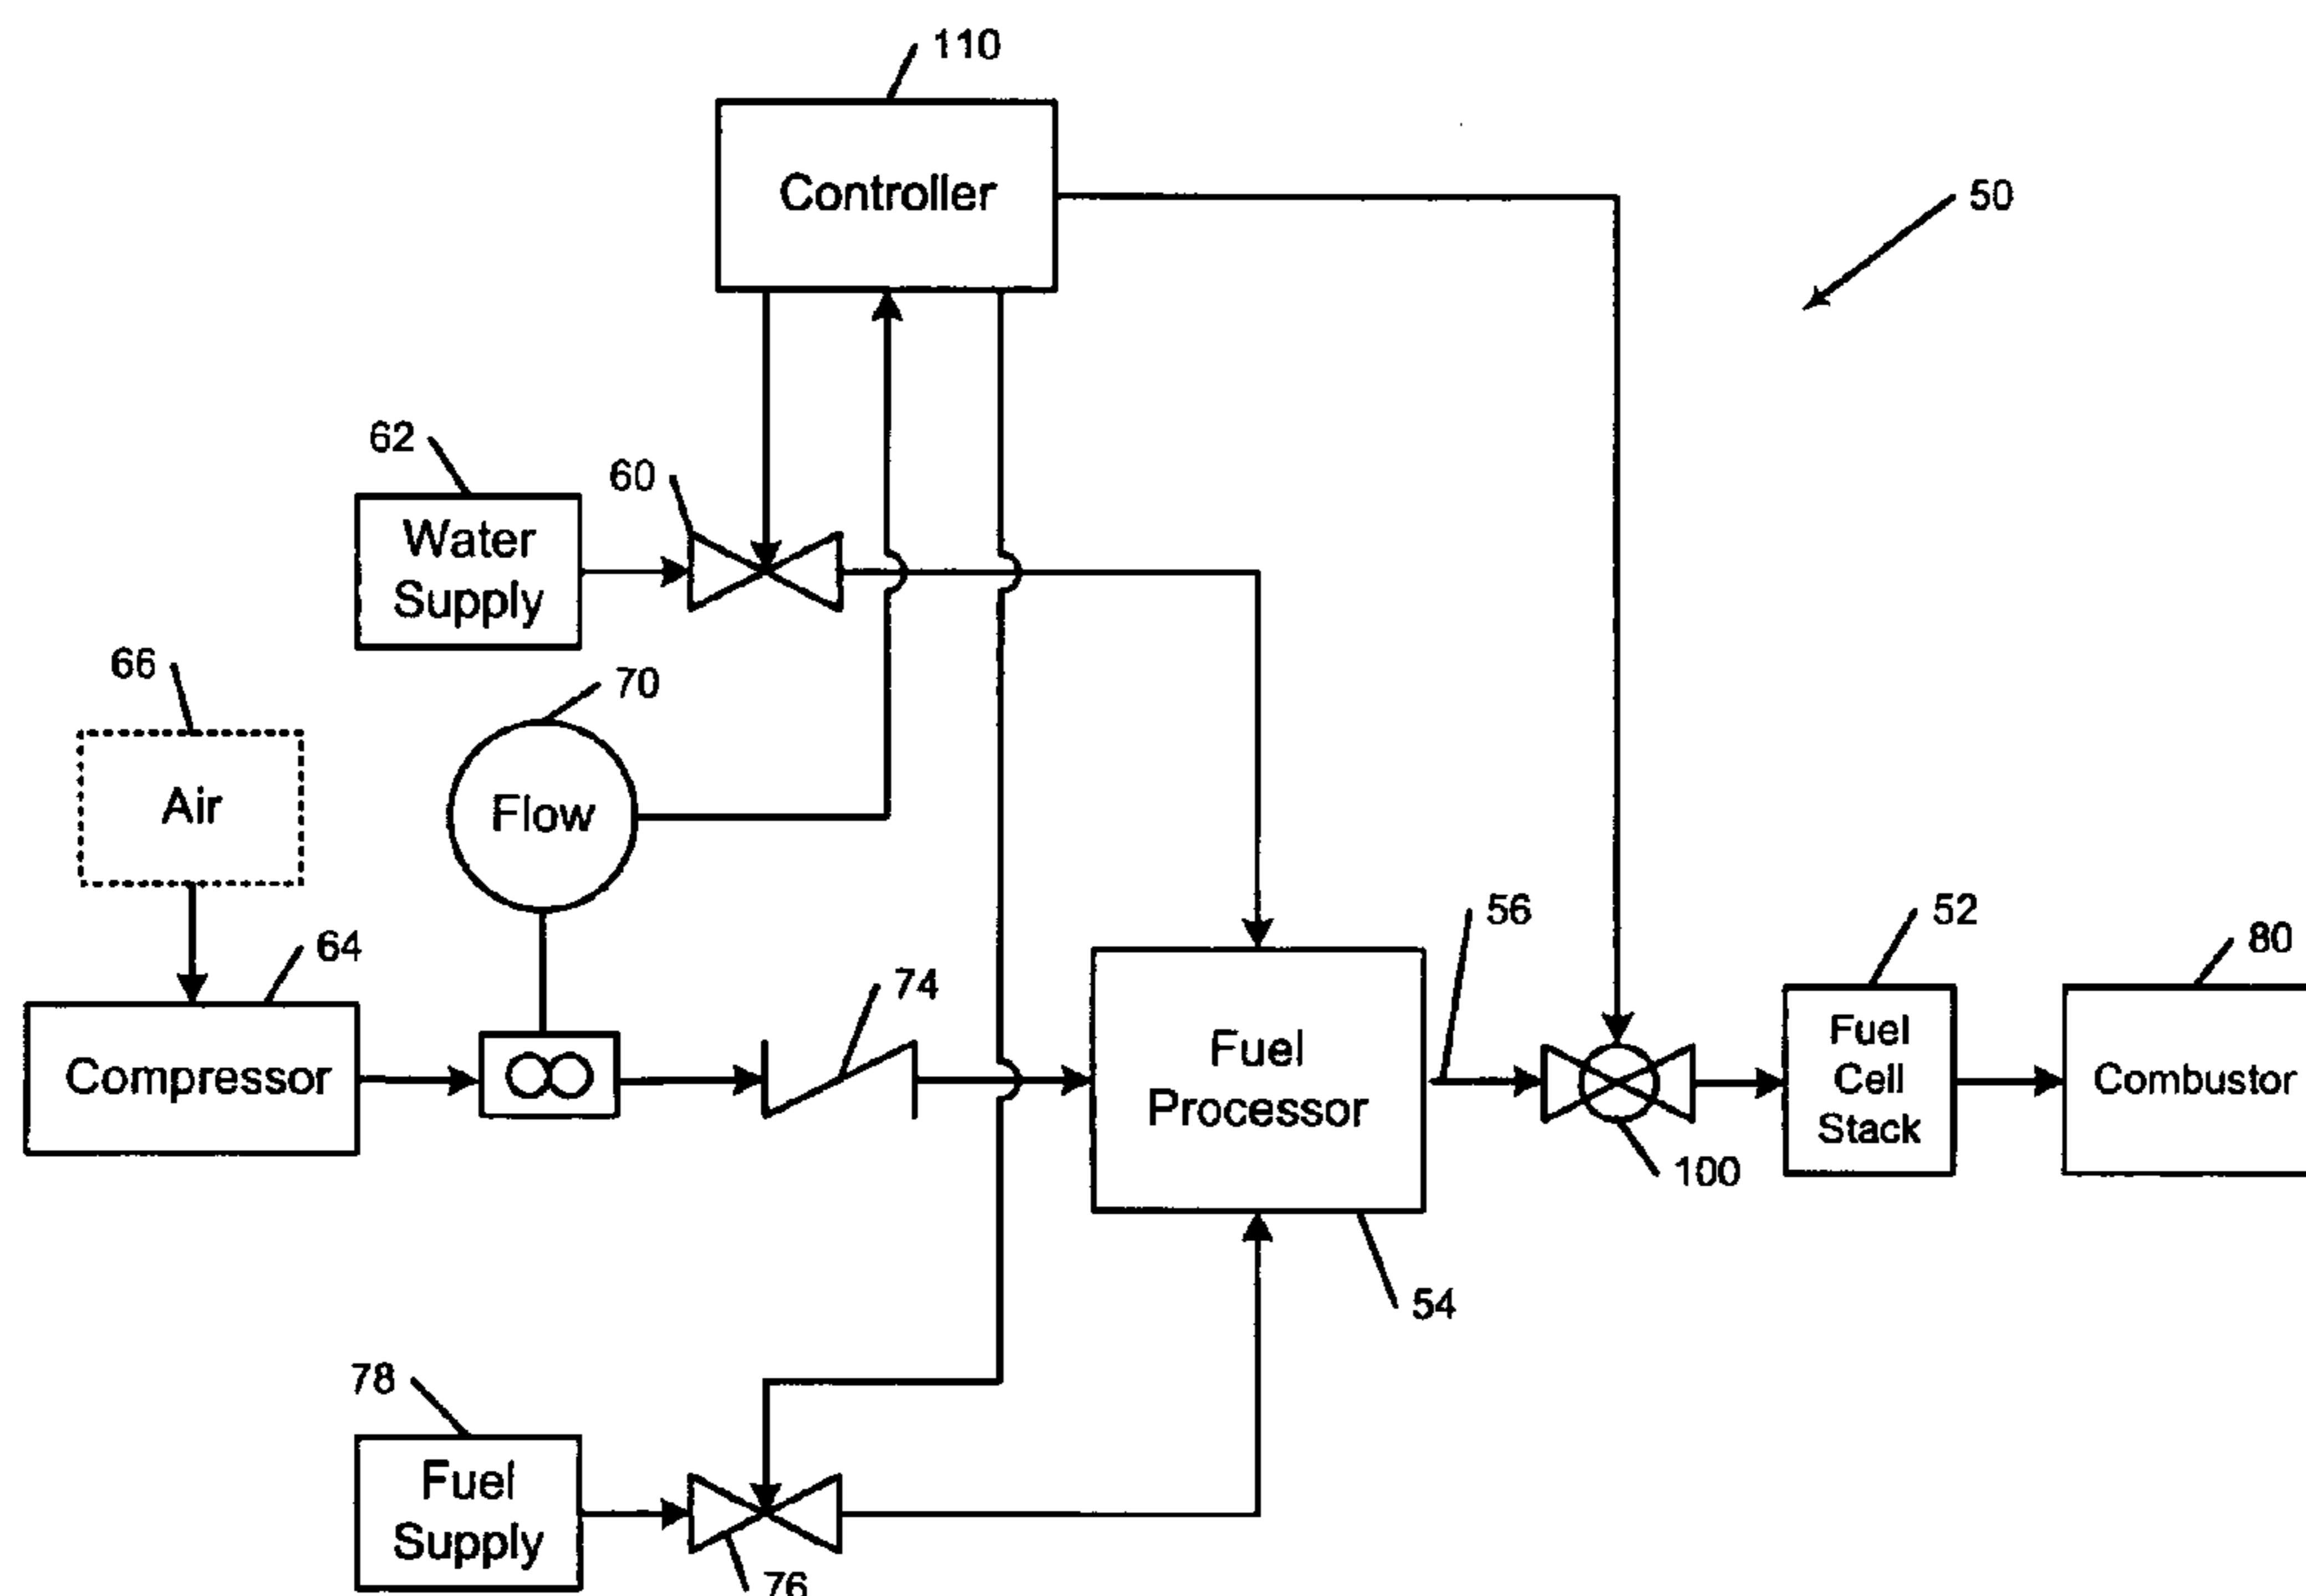 110
Controller
50
62
60
Water
Supply
66
70
Air
Flow
64
74
56
52
80
Compressor
Fuel
Processor
Fuel
Cell
Stack
Combustor
100
54
78
Fuel
Supply
76